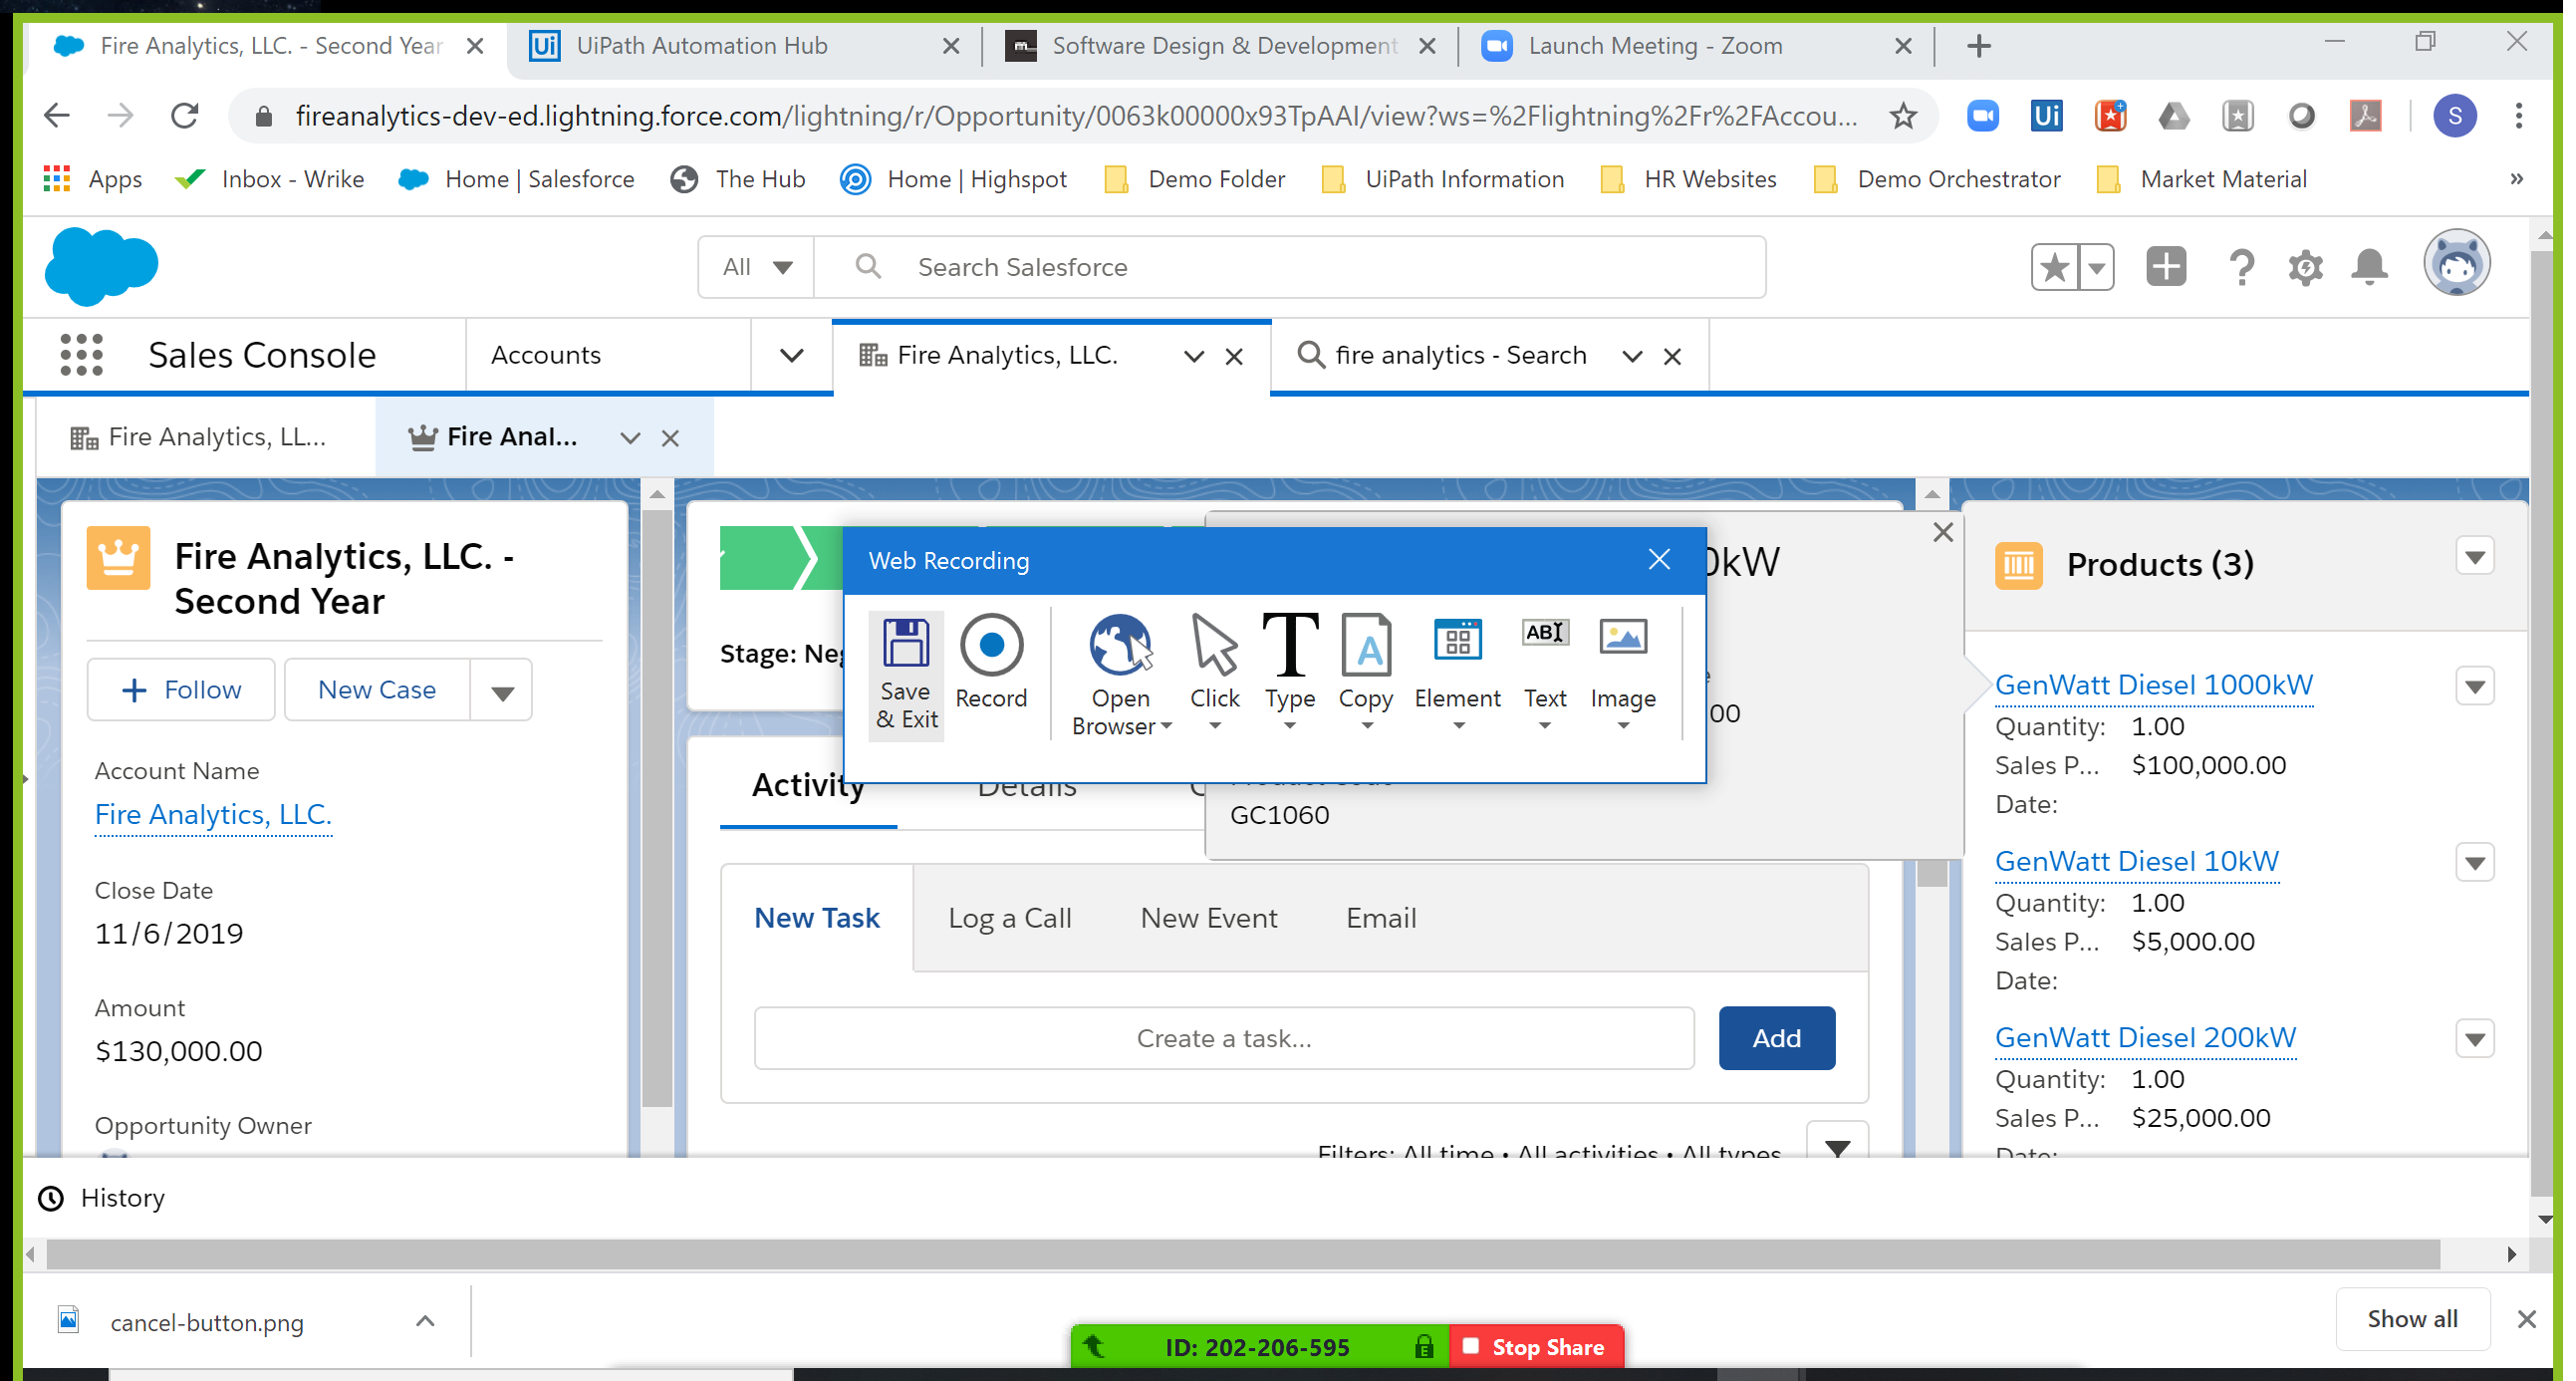 Fire Analytics, LLC. - Second Year
UiPath Automation Hub
Software Design & Development
Launch Meeting - Zoom
fireanalytics-dev-ed.lightning.force.com/lightning/r/Opportunity/0063k00000x93TpAAI/view?ws=%2Flightning%2Fr%2FAccou...
Ui
S
Apps
Inbox - Wrike
Home | Salesforce
The Hub
Home | Highspot
Demo Folder
UiPath Information
HR Websites
Demo Orchestrator
Market Material
»
All
Search Salesforce
Sales Console
Accounts
Fire Analytics, LLC.
fire analytics - Search
Fire Analytics, LL...
Fire Anal...
Fire Analytics, LLC. -
Second Year
Follow
New Case
Account Name
Fire Analytics, LLC.
Close Date
11/6/2019
Amount
$130,000.00
Opportunity Owner
Stage: Neg
Web Recording
Save
& Exit
Record
Open
Browser
Click
Type
Copy
Element
Text
Image
0kW
00
GC1060
Activity
Details
New Task
Log a Call
New Event
Email
Create a task...
Add
Filters: All time • All activities • All types
Products (3)
GenWatt Diesel 1000kW
Quantity: 1.00
Sales P... $100,000.00
Date:
GenWatt Diesel 10kW
Quantity: 1.00
Sales P... $5,000.00
Date:
GenWatt Diesel 200kW
Quantity: 1.00
Sales P... $25,000.00
Date:
History
cancel-button.png
Show all
ID: 202-206-595
Stop Share